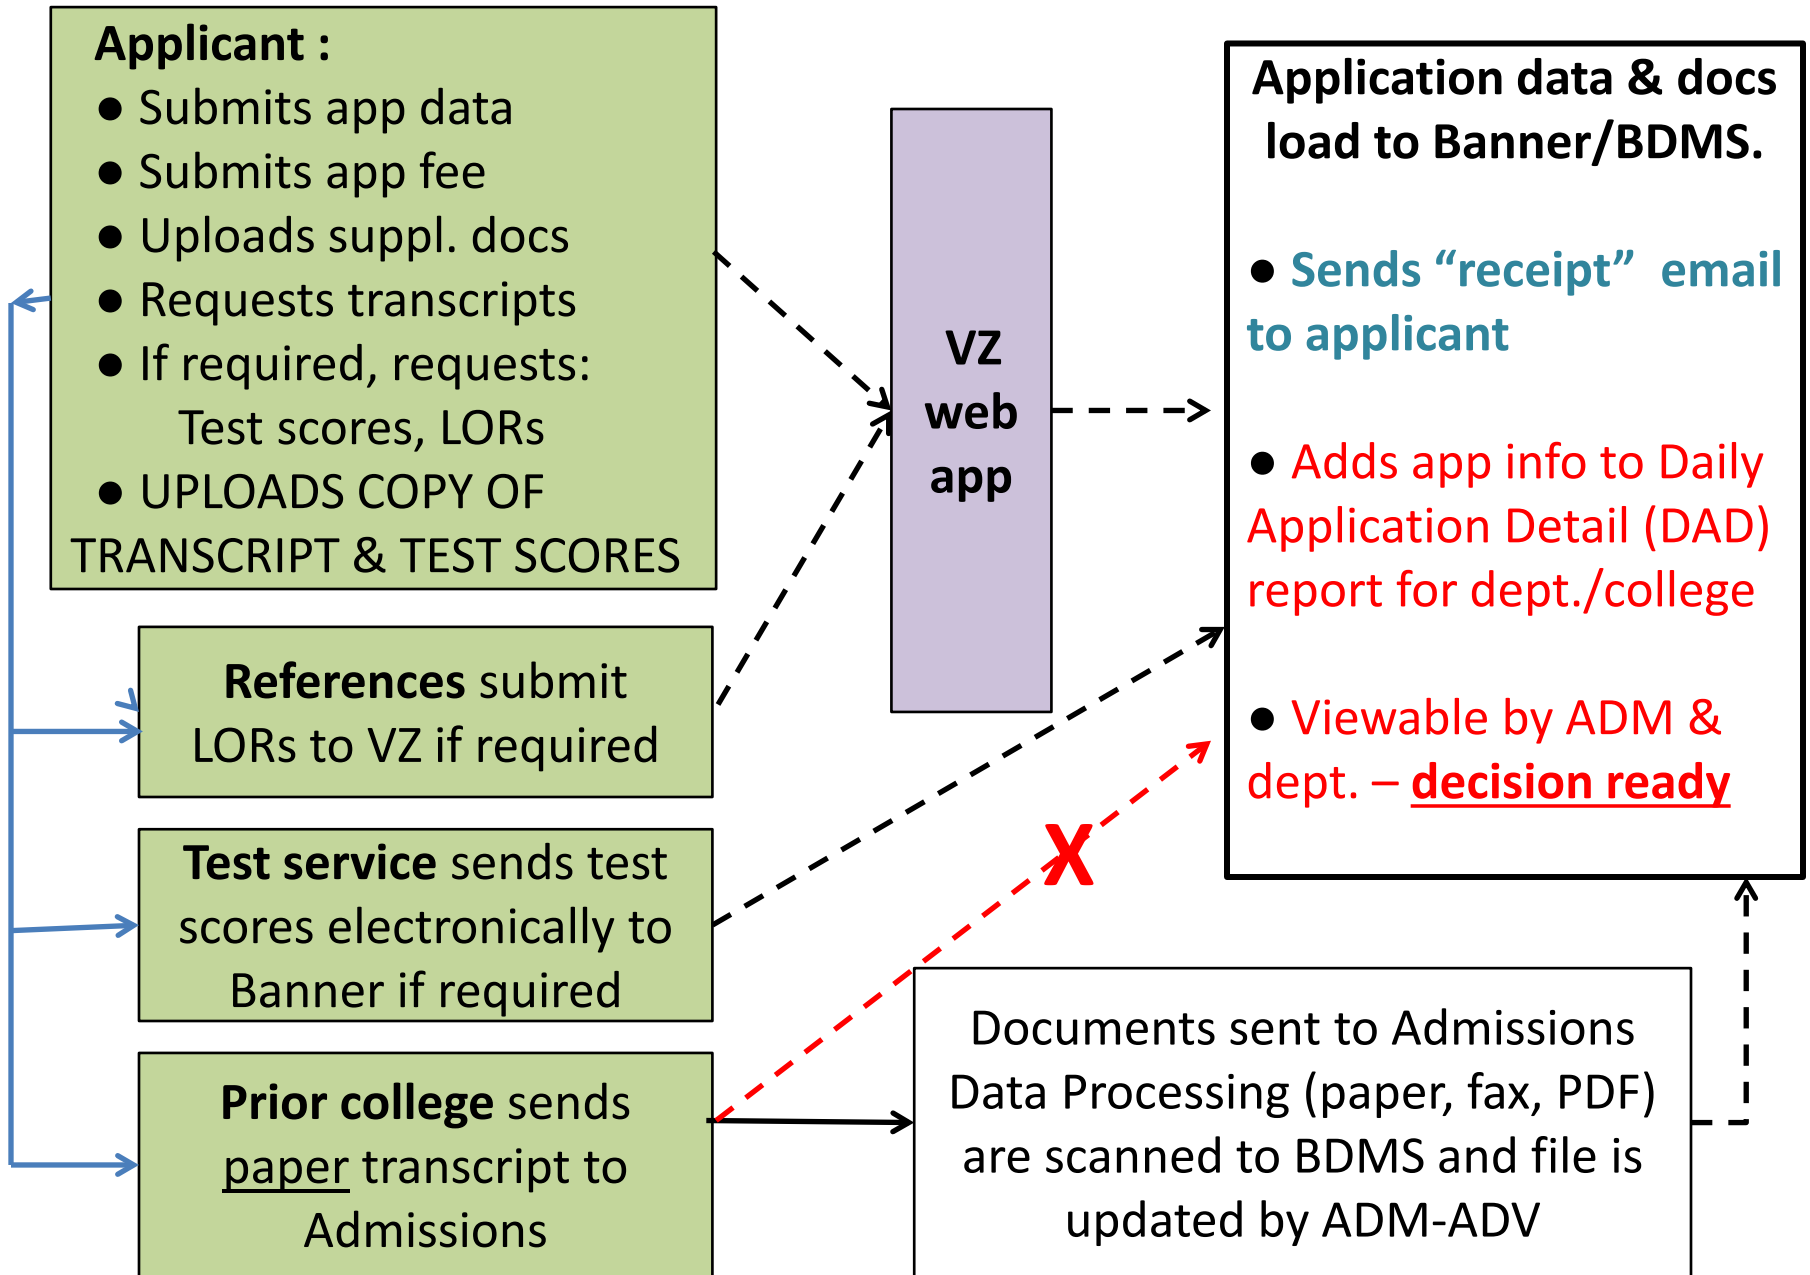 Applicant :
● Submits app data
● Submits app fee
● Uploads suppl. docs
● Requests transcripts
● If required, requests:
Test scores, LORs
● UPLOADS COPY OF
TRANSCRIPT & TEST SCORES
References submit
LORs to VZ if required
Test service sends test
scores electronically to
Banner if required
Prior college sends
paper transcript to
Admissions
VZ
web
app
X
Application data & docs
load to Banner/BDMS.
● Sends “receipt” email
to applicant
● Adds app info to Daily
Application Detail (DAD)
report for dept./college
● Viewable by ADM &
dept. – decision ready
Documents sent to Admissions
Data Processing (paper, fax, PDF)
are scanned to BDMS and file is
updated by ADM-ADV